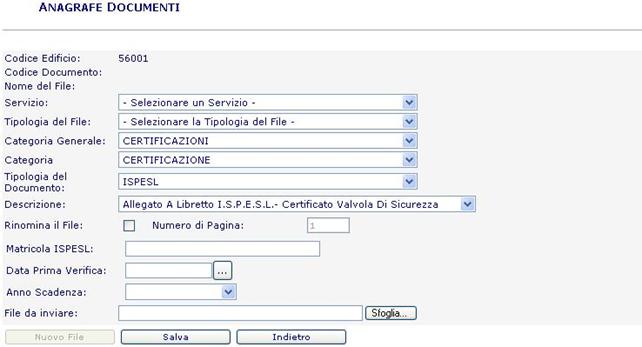 ANAGRAFE DOCUMENTI
Codice Edificio: 56001
Codice Documento:
Nome del File:
Servizio: - Selezionare un Servizio -
Tipologia del File: - Selezionare la Tipologia del File -
Categoria Generale: CERTIFICAZIONI
Categoria CERTIFICAZIONE
Tipologia del
Documento: ISPESL
Descrizione: Allegato A Libretto I.S.P.E.S.L.- Certificato Valvola Di Sicurezza
Rinomina il File: Numero di Pagina: 1
Matricola ISPESL:
Data Prima Verifica: ...
Anno Scadenza:
File da inviare: Sfoglia...
Nuovo File Salva Indietro